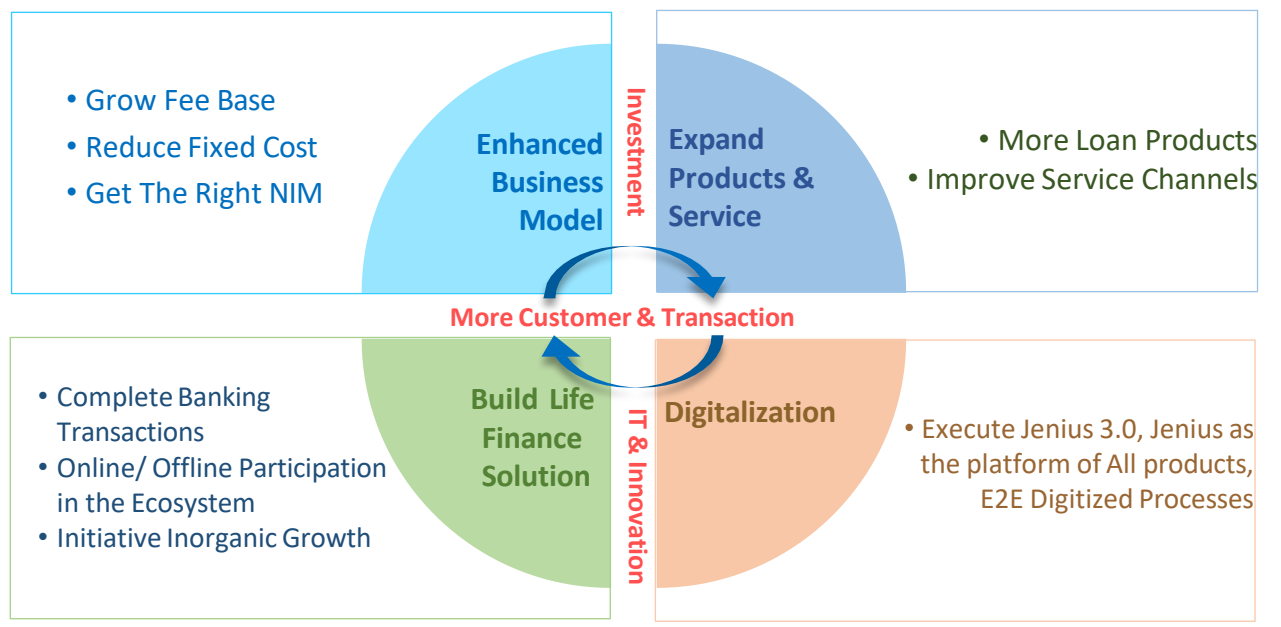 • Grow Fee Base
• Reduce Fixed Cost
• Get The Right NIM
Enhanced
Business
Model
Investment
Expand
Products &
Service
• More Loan Products
• Improve Service Channels
More Customer & Transaction
• Complete Banking
Transactions
• Online/ Offline Participation
in the Ecosystem
• Initiative Inorganic Growth
Build Life
Finance
Solution
IT & Innovation
Digitalization
• Execute Jenius 3.0, Jenius as
the platform of All products,
E2E Digitized Processes